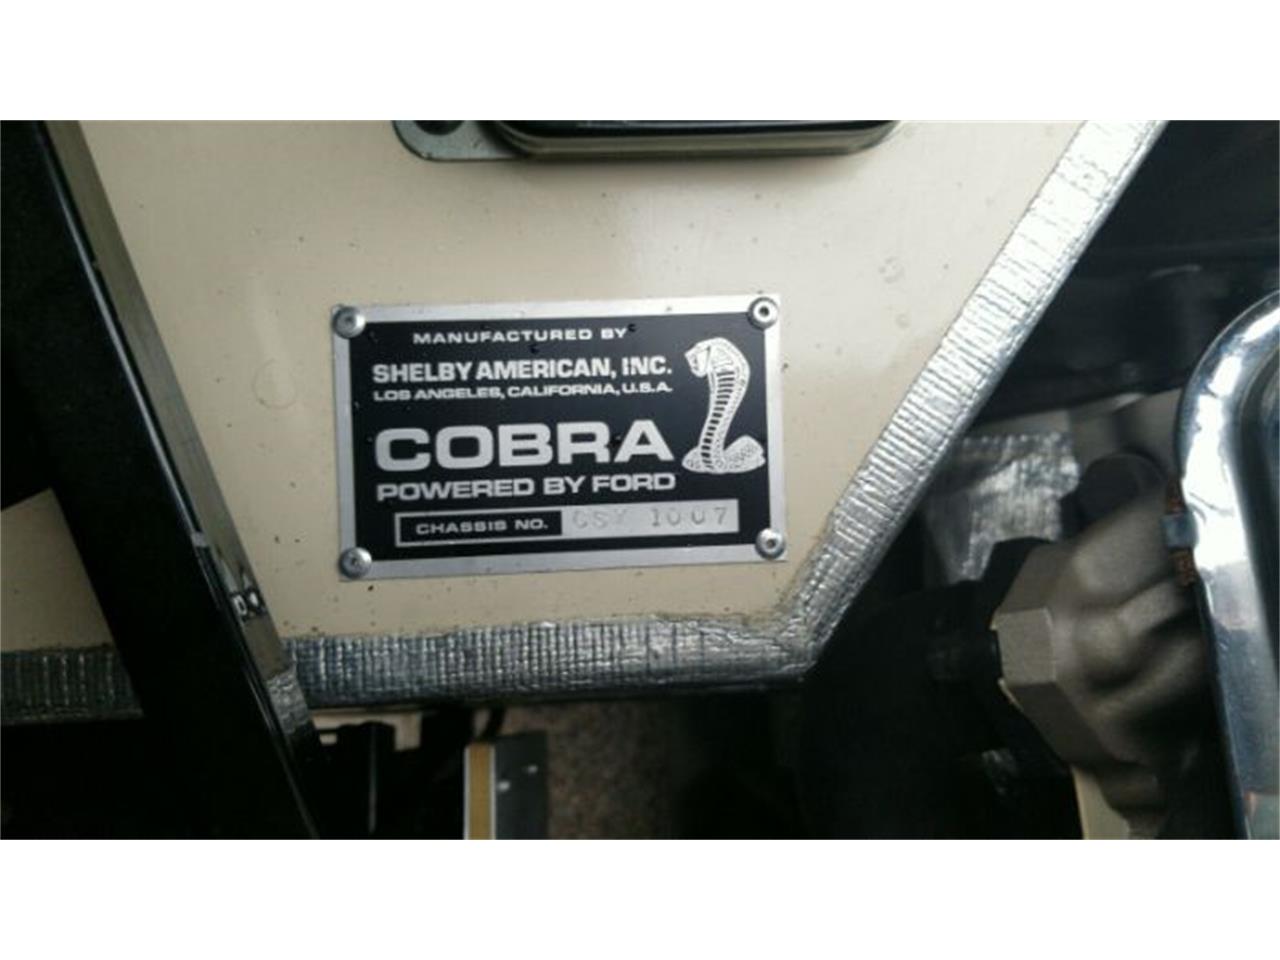 MANUFACTURED BY
SHELBY AMERICAN, INC.
LOS ANGELES, CALIFORNIA, U.S.A.
COBRA
POWERED BY FORD
CHASSIS NO. CSX 1007